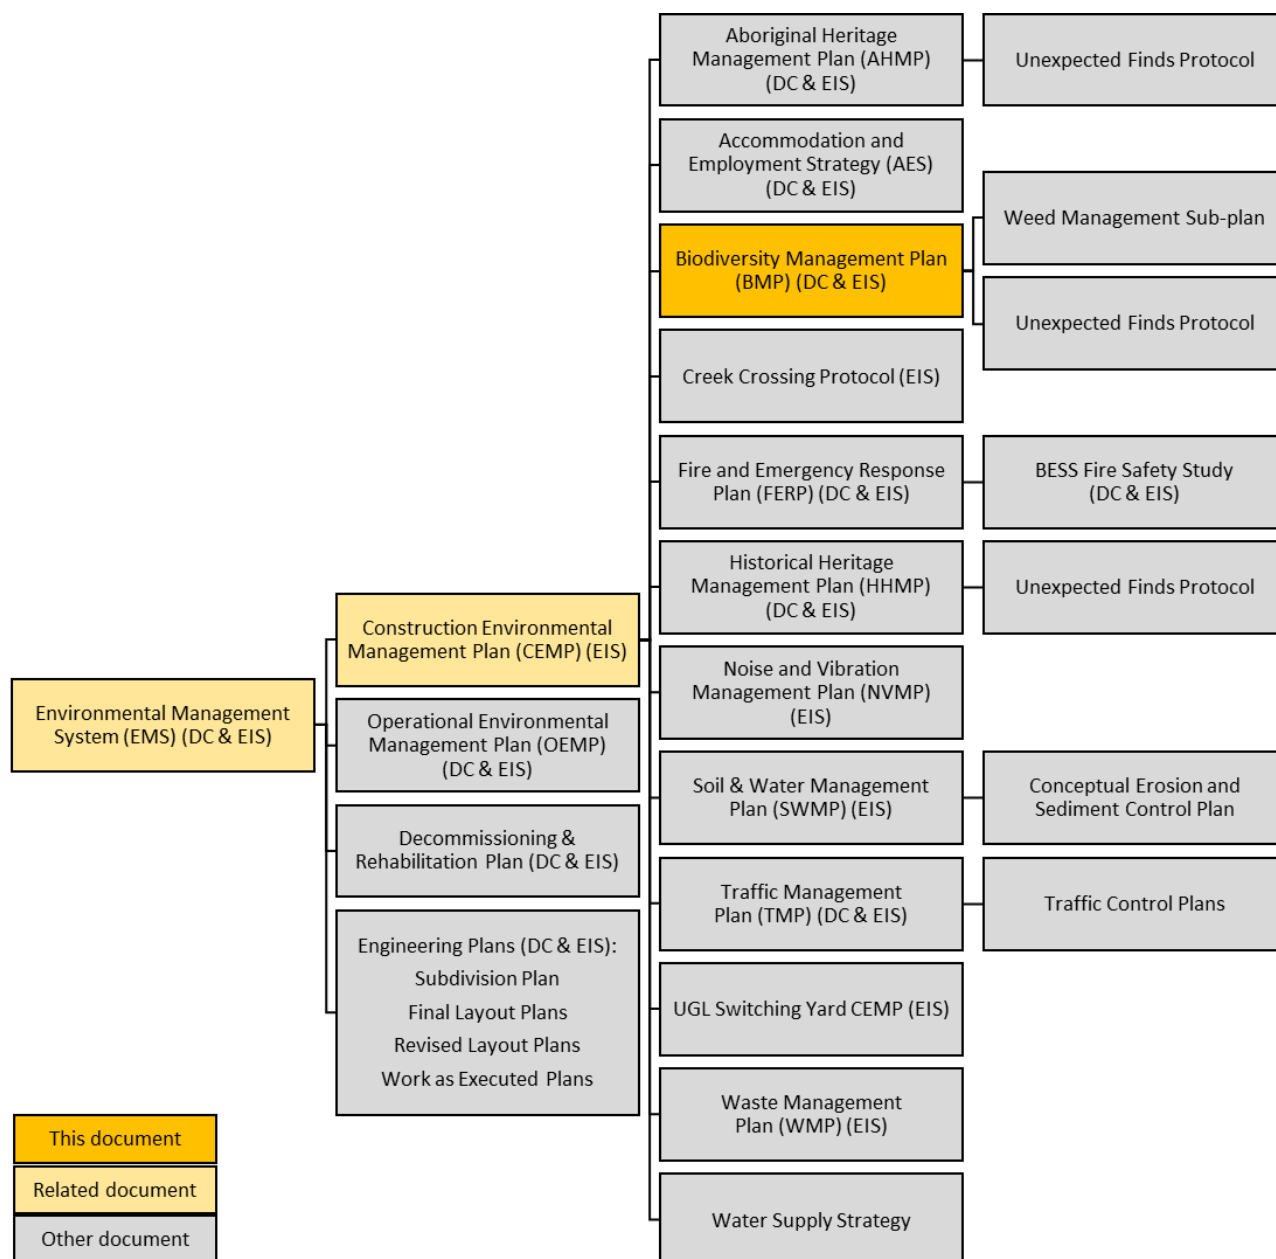 Environmental Management
System (EMS) (DC & EIS)
Construction Environmental
Management Plan (CEMP) (EIS)
Operational Environmental
Management Plan (OEMP)
(DC & EIS)
Decommissioning &
Rehabilitation Plan (DC & EIS)
Engineering Plans (DC & EIS):
Subdivision Plan
Final Layout Plans
Revised Layout Plans
Work as Executed Plans
Aboriginal Heritage
Management Plan (AHMP)
(DC & EIS)
Unexpected Finds Protocol
Accommodation and
Employment Strategy (AES)
(DC & EIS)
Biodiversity Management Plan
(BMP) (DC & EIS)
Weed Management Sub-plan
Unexpected Finds Protocol
Creek Crossing Protocol (EIS)
Fire and Emergency Response
Plan (FERP) (DC & EIS)
BESS Fire Safety Study
(DC & EIS)
Historical Heritage
Management Plan (HHMP)
(DC & EIS)
Unexpected Finds Protocol
Noise and Vibration
Management Plan (NVMP)
(EIS)
Soil & Water Management
Plan (SWMP) (EIS)
Conceptual Erosion and
Sediment Control Plan
Traffic Management
Plan (TMP) (DC & EIS)
Traffic Control Plans
UGL Switching Yard CEMP (EIS)
Waste Management
Plan (WMP) (EIS)
Water Supply Strategy
This document
Related document
Other document